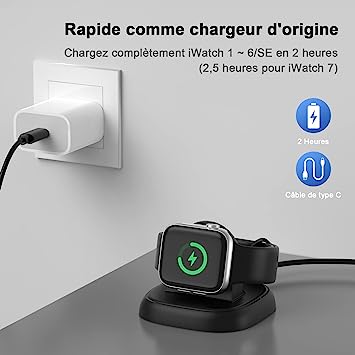 Rapide comme chargeur d'origine
Chargez complètement iWatch 1 ~ 6/SE en 2 heures
(2,5 heures pour iWatch 7)
2 Heures
Câble de type C